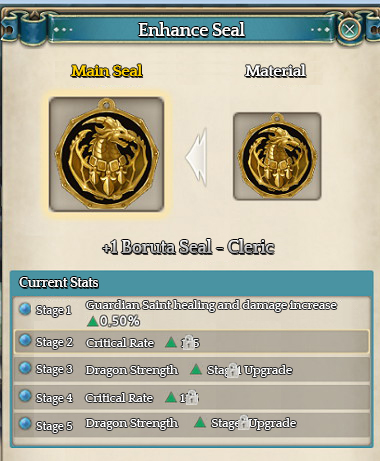 Enhance Seal
Main Seal
Material
+1 Boruta Seal - Cleric
Current Stats
Stage 1
Guardian Saint healing and damage increase
▲0.50%
Stage 2 Critical Rate ▲
Stage 3 Dragon Strength ▲ Upgrade
Stage 4 Critical Rate ▲
Stage 5 Dragon Strength ▲ Upgrade